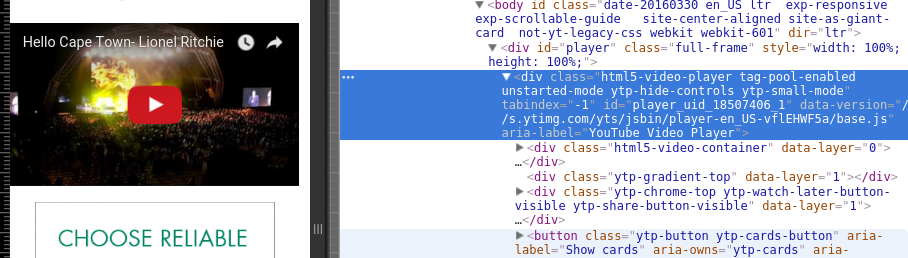 Hello Cape Town- Lionel Ritchie
CHOOSE RELIABLE
▼<body id class="date-20160330 en_US ltr  exp-responsive
exp-scrollable-guide   site-center-aligned site-as-giant-
card  not-yt-legacy-css webkit webkit-601" dir="ltr">
▼<div id="player" class="full-frame" style="width: 100%;
height: 100%;">
…
▼<div class="html5-video-player tag-pool-enabled
unstarted-mode ytp-hide-controls ytp-small-mode"
tabindex="-1" id="player_uid_18507406_1" data-version="/
/s.ytimg.com/yts/jsbin/player-en_US-vflEHWF5a/base.js"
aria-label="YouTube Video Player">
▶<div class="html5-video-container" data-layer="0">
…</div>
<div class="ytp-gradient-top" data-layer="1"></div>
▶<div class="ytp-chrome-top ytp-watch-later-button-
visible ytp-share-button-visible" data-layer="1">
…</div>
▶<button class="ytp-button ytp-cards-button" aria-
label="Show cards" aria-owns="ytp-cards" aria-